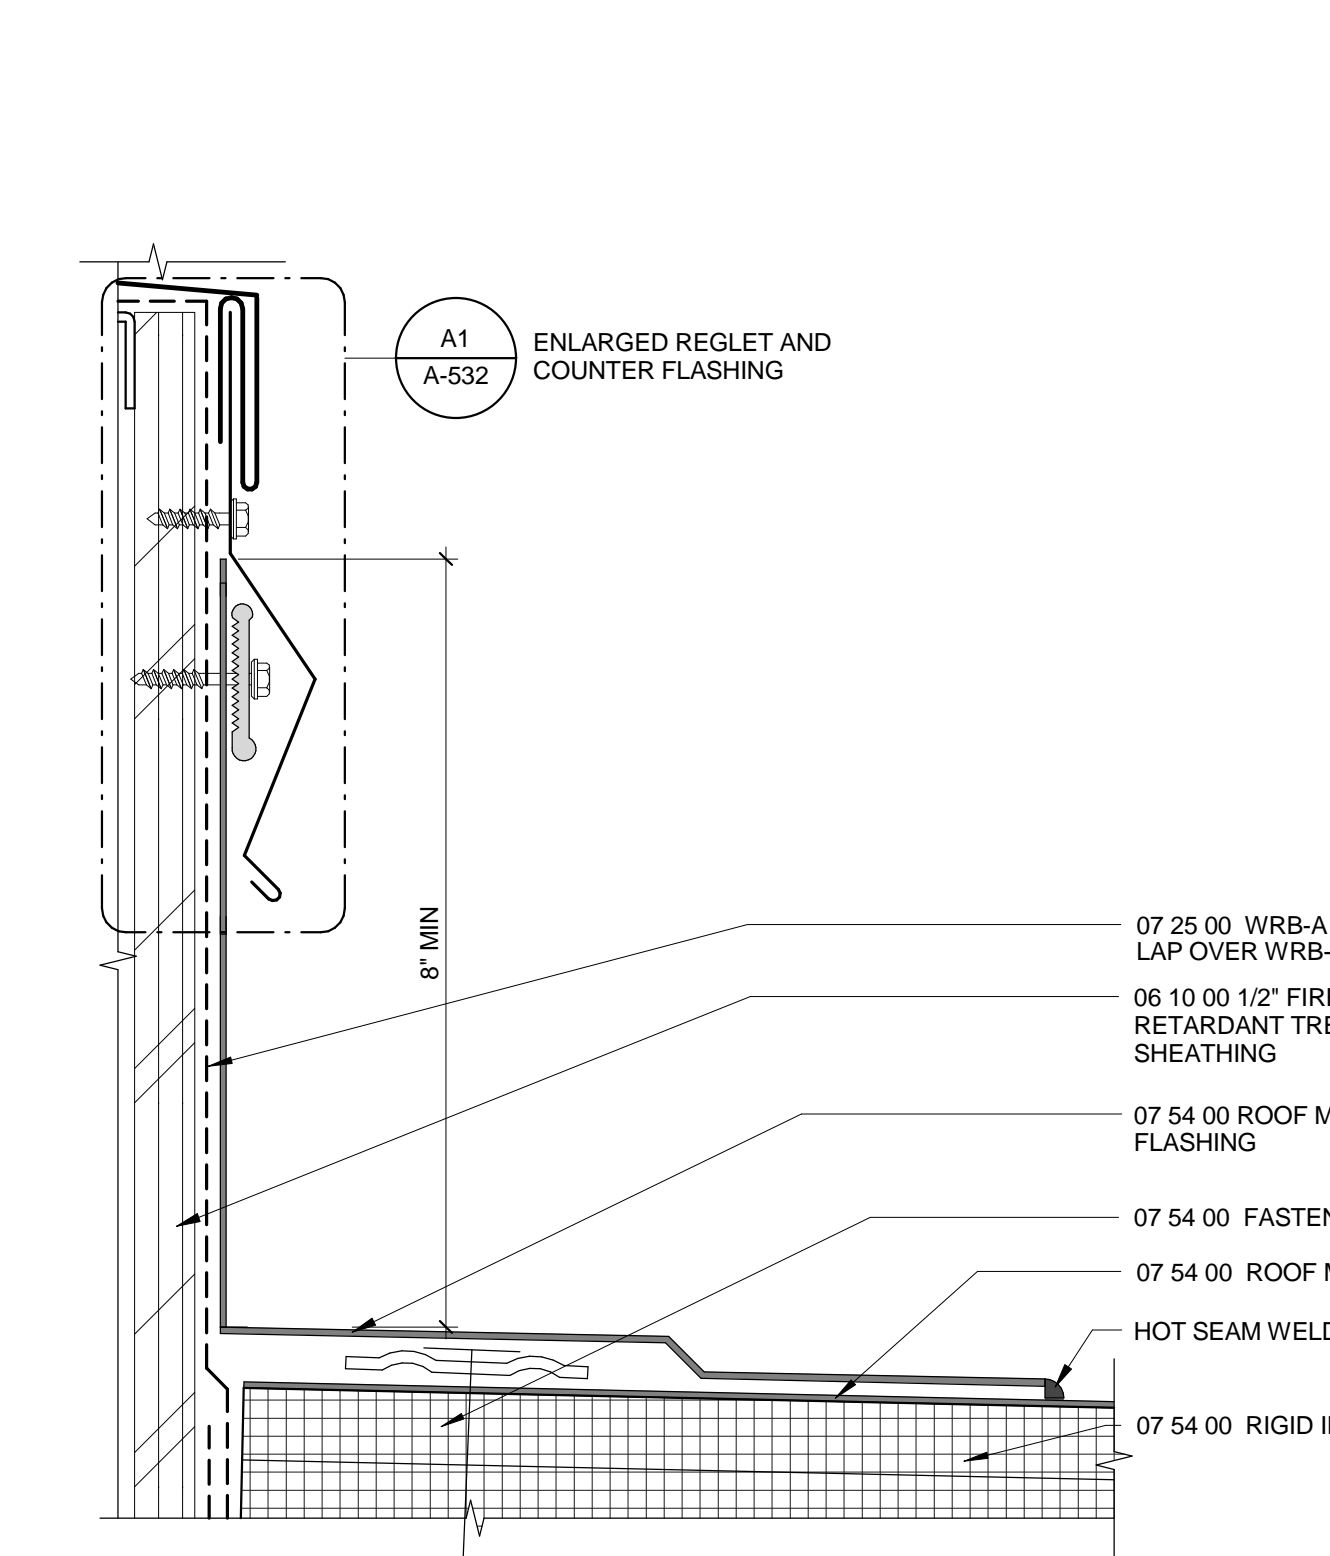 A1
A-532
ENLARGED REGLET AND
COUNTER FLASHING
8" MIN
07 25 00 WRB-A
LAP OVER WRB-
06 10 00 1/2" FIR
RETARDANT TRE
SHEATHING
07 54 00 ROOF M
FLASHING
07 54 00 FASTEN
07 54 00 ROOF M
HOT SEAM WELD
07 54 00 RIGID I